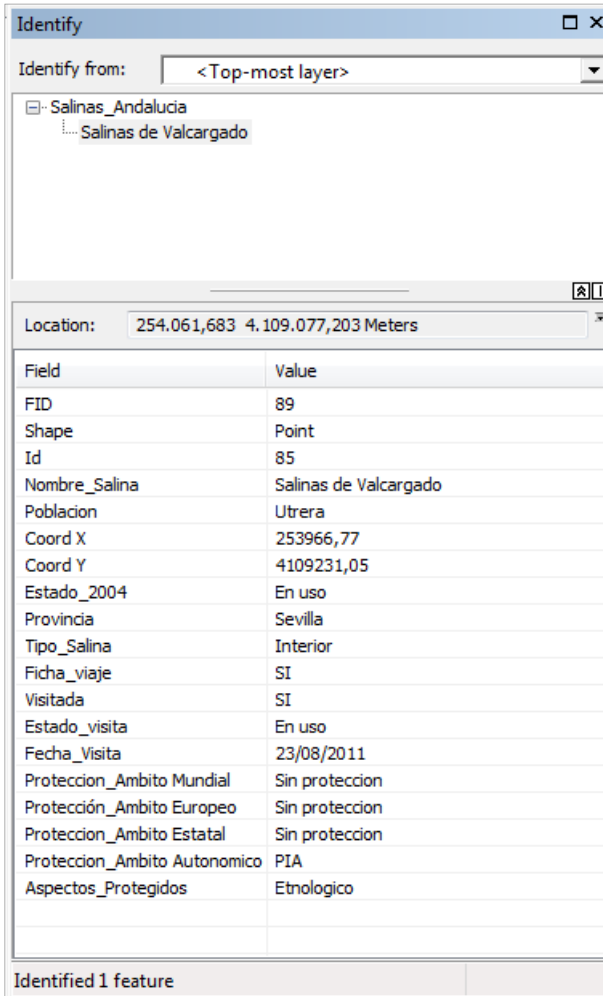 Identify
Identify from: <Top-most layer>
Salinas_Andalucia
Salinas de Valcargado
Location: 254.061,683 4.109.077,203 Meters
Field Value
FID 89
Shape Point
Id 85
Nombre_Salina Salinas de Valcargado
Poblacion Utrera
Coord X 253966,77
Coord Y 4109231,05
Estado_2004 En uso
Provincia Sevilla
Tipo_Salina Interior
Ficha_viaje SI
Visitada SI
Estado_visita En uso
Fecha_Visita 23/08/2011
Proteccion_Ambito Mundial Sin proteccion
Protección_Ambito Europeo Sin proteccion
Proteccion_Ambito Estatal Sin proteccion
Proteccion_Ambito Autonomico PIA
Aspectos_Protegidos Etnologico
Identified 1 feature